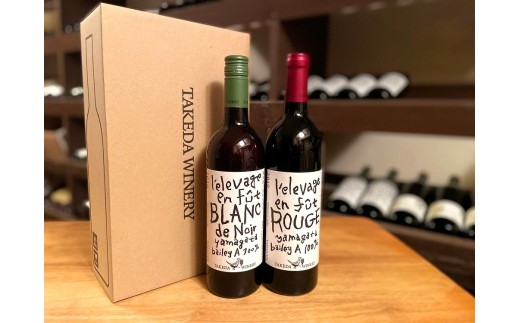 TAKEDA WINERY
l'elevage
en fût
BLANC
de Noir
yamagata
bailey A 100%
TAKEDA
WINERY
l'elevage
en fût
ROUGE
yamagata
bailey A 100%
TAKEDA
WINERY